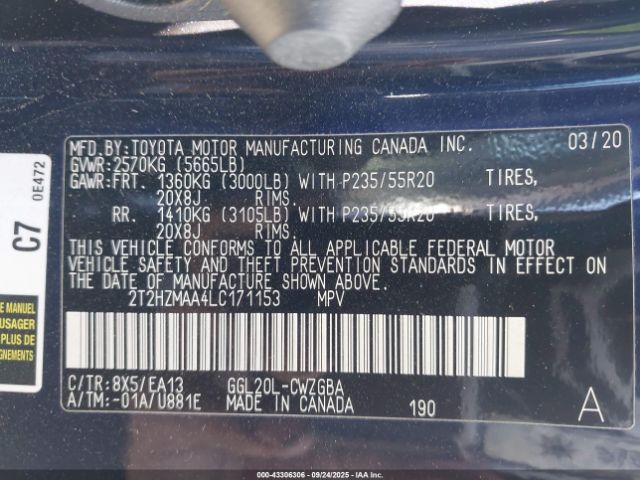 MFD.BY:TOYOTA MOTOR MANUFACTURING CANADA INC. 03/20
GVWR:2570KG (5665LB)
GAWR:FRT. 1360KG (3000LB) WITH P235/55R20 TIRES,
20X8J RIMS.
RR. 1410KG (3105LB) WITH P235/55R20 TIRES,
20X8J RIMS.
THIS VEHICLE CONFORMS TO ALL APPLICABLE FEDERAL MOTOR
VEHICLE SAFETY AND THEFT PREVENTION STANDARDS IN EFFECT ON
THE DATE OF MANUFACTURE SHOWN ABOVE.
2T2HZMAA4LC171153 MPV
C/TR:8X5/EA13 GGL20L-CWZGBA
A/TM:-01A/U881E MADE IN CANADA 190 A
C7
0E472
E MANUEL
USAGER
PLUS DE
GNEMENTS
000-43306306 - 09/24/2025 - IAAI.COM